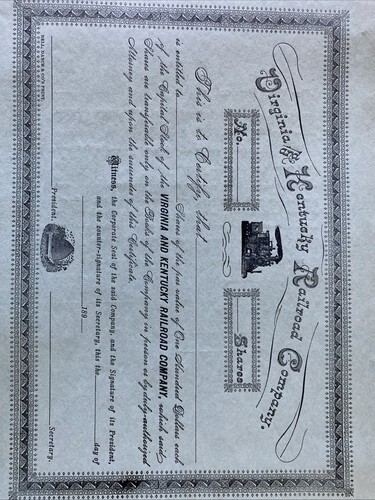 Virginia & Kentucky Railroad Company,
No.
Shares
This is to Certify, that
is entitled to Shares of the par value of One Hundred Dollars each
of the Capital Stock of the VIRGINIA AND KENTUCKY RAILROAD COMPANY, which said
Shares are transferable only on the Books of the Company in person or by duly authorized
Attorney and upon the surrender of this Certificate.
Witness, the Corporate Seal of the said Company, and the Signature of its President,
and the counter-signature of its Secretary, this the day of
189
President.
Secretary.